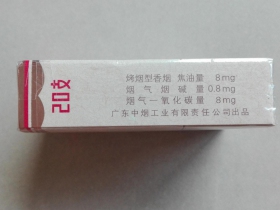 20支
烤烟型香烟 焦油量 8mg
烟气烟碱量 0.8mg
烟气一氧化碳量 8mg
广东中烟工业有限责任公司出品